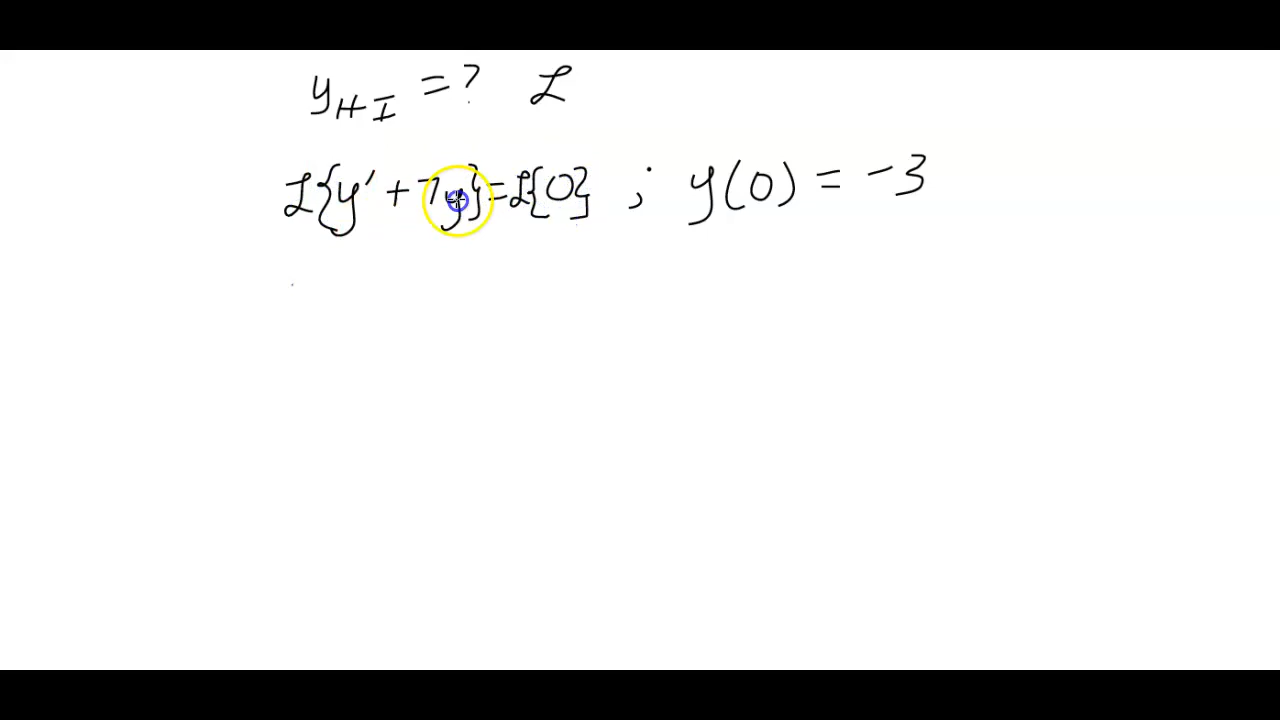 y_{H-I} = ? ℒ
ℒ{y' + 7y} = ℒ{0} ; y(0) = -3